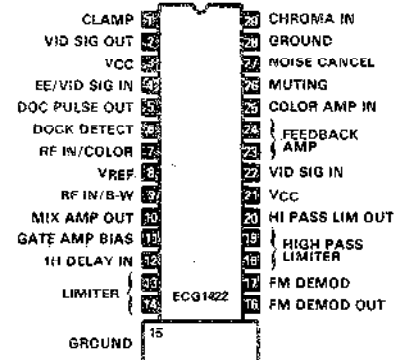 CLAMP 1 29 CHROMA IN
VID SIG OUT 2 28 GROUND
VCC 3 27 NOISE CANCEL
EE/VID SIG IN 4 26 MUTING
DOC PULSE OUT 5 25 COLOR AMP IN
DOCK DETECT 6 24 FEEDBACK
RF IN/COLOR 7 23 AMP
VREF 8 22 VID SIG IN
RF IN/B-W 9 21 VCC
MIX AMP OUT 10 20 HI PASS LIM OUT
GATE AMP BIAS 11 19 HIGH PASS
1H DELAY IN 12 18 LIMITER
LIMITER 13 17 FM DEMOD
14 ECG1422 16 FM DEMOD OUT
GROUND 15